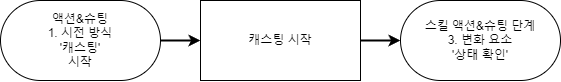 액션&슈팅
1. 시전 방식
'캐스팅'
시작
캐스팅 시작
스킬 액션&슈팅 단계
3. 변화 요소
'상태 확인'